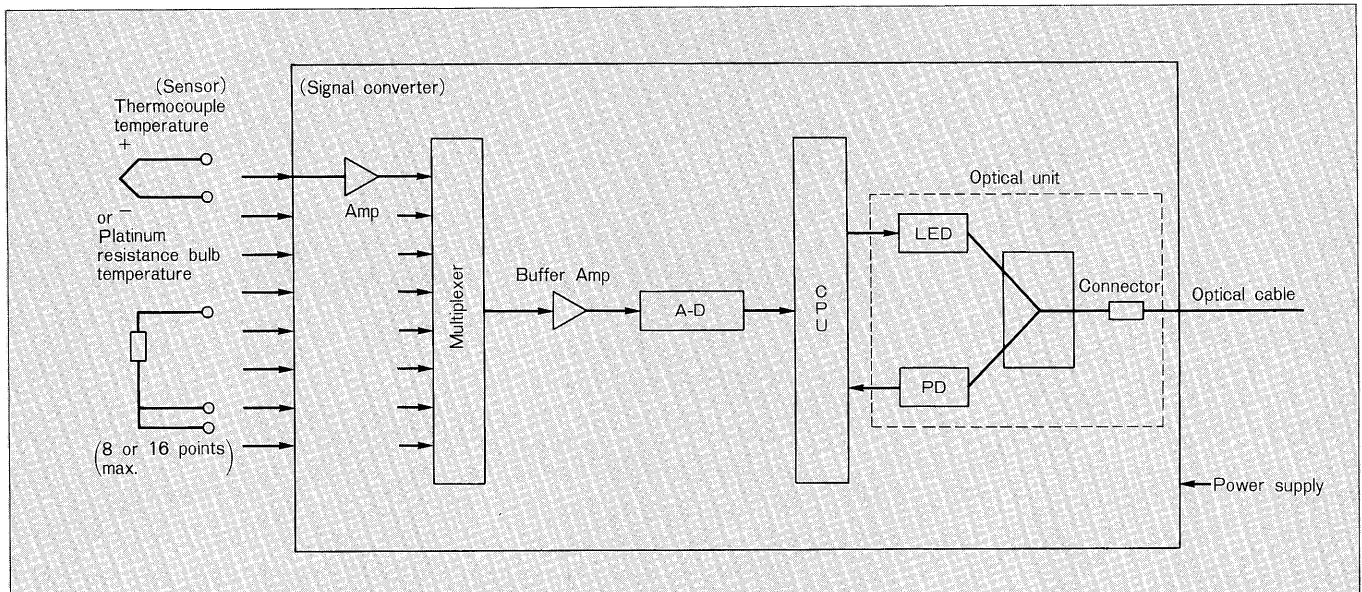 (Sensor)
Thermocouple
temperature
+
or −
Platinum
resistance bulb
temperature
(8 or 16 points
max.)
(Signal converter)
Amp
Multiplexer
Buffer Amp
A-D
CPU
Optical unit
LED
PD
Connector
Optical cable
Power supply